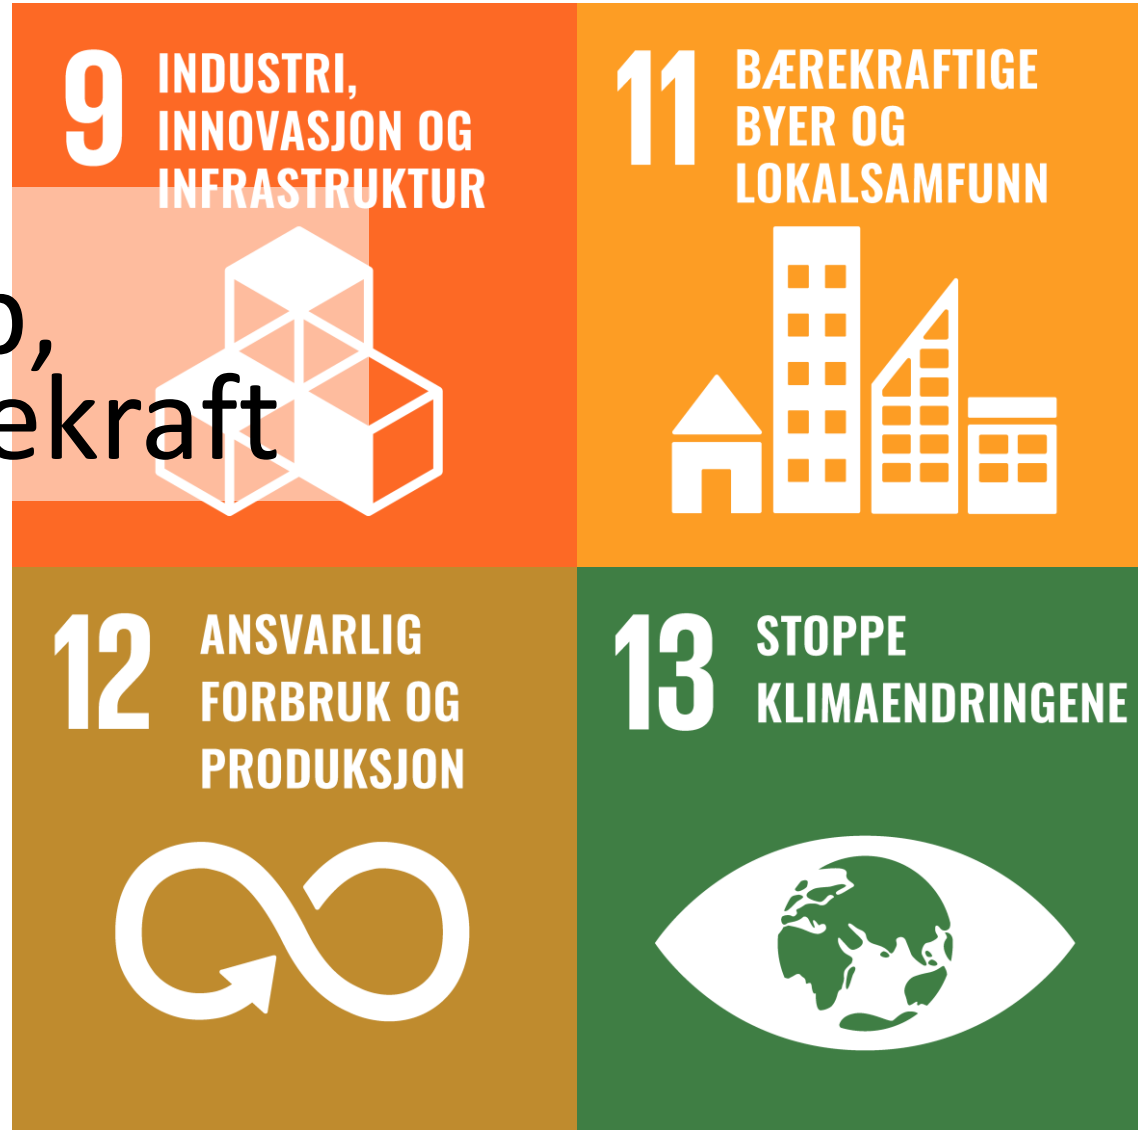 9 INDUSTRI,
INNOVASJON OG
INFRASTRUKTUR
11 BÆREKRAFTIGE
BYER OG
LOKALSAMFUNN
12 ANSVARLIG
FORBRUK OG
PRODUKSJON
13 STOPPE
KLIMAENDRINGENE
ekraft